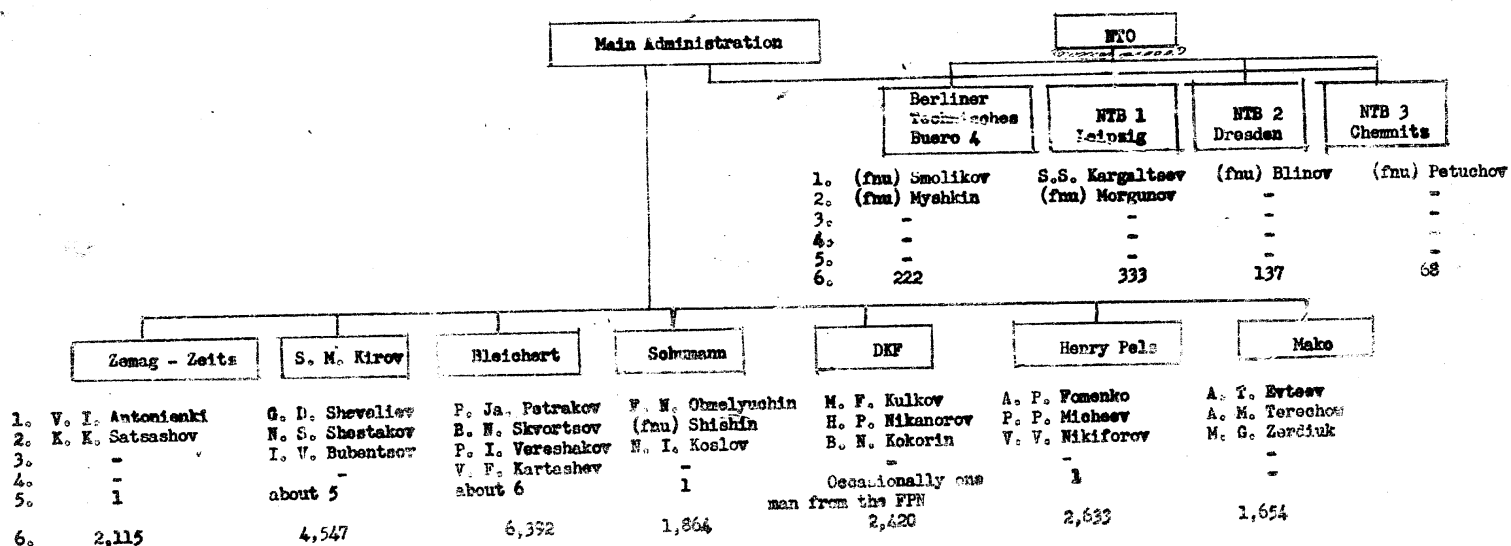 Main Administration
NTO
Berliner
Technisches
Buero 4
NTB 1
Leipzig
NTB 2
Dresden
NTB 3
Chemnitz
1. (fnu) Smolikov S.S. Kargaltsev (fnu) Blinov (fnu) Petuchov
2. (fnu) Myshkin (fnu) Morgunov - -
3. - - - -
4. - - - -
5. - - - -
6. 222 333 137 68
Zemag - Zeits
S. M. Kirov
Bleichert
Schumann
DKF
Henry Pels
Mako
1. V. I. Antonienki G. D. Shevaliev P. Ja. Petrakov N. Obmelyuchin M. F. Kulkov A. P. Fomenko A. T. Evteev
2. K. K. Satsashov N. S. Shestakov B. N. Skvortsov (fnu) Shishin H. P. Nikanorov P. P. Micheev A. M. Terechov
3. - I. V. Bubentsov P. I. Vereshakov N. I. Koslov B. N. Kokorin V. V. Nikiforov M. G. Zerdiuk
4. - - V. F. Kartashev - - - -
5. 1 about 5 about 6 1 Occasionally one man from the FPN 1 -
6. 2,115 4,547 6,392 1,864 2,420 2,633 1,654